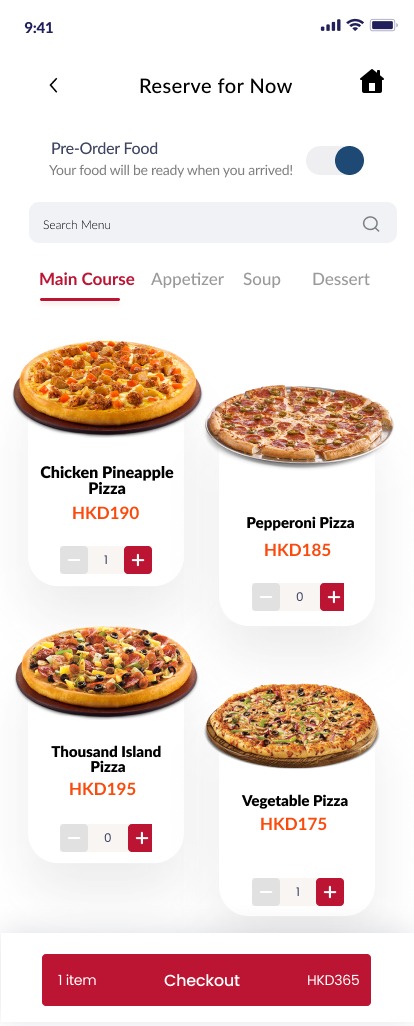 9:41
Reserve for Now
Pre-Order Food
Your food will be ready when you arrived!
Search Menu
Main Course Appetizer Soup Dessert
Chicken Pineapple
Pizza
HKD190
1
Pepperoni Pizza
HKD185
0
Thousand Island
Pizza
HKD195
0
Vegetable Pizza
HKD175
1
1 item Checkout HKD365